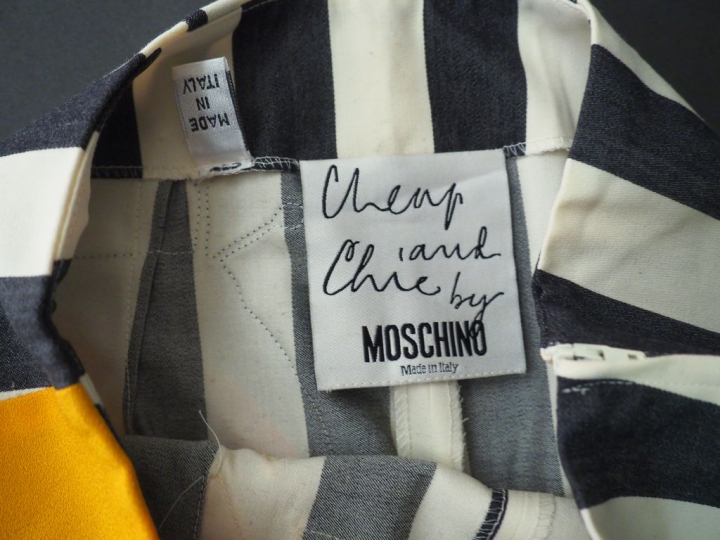 MADE
IN
ITALY
Cheap
and
Chic
by
MOSCHINO
Made in Italy